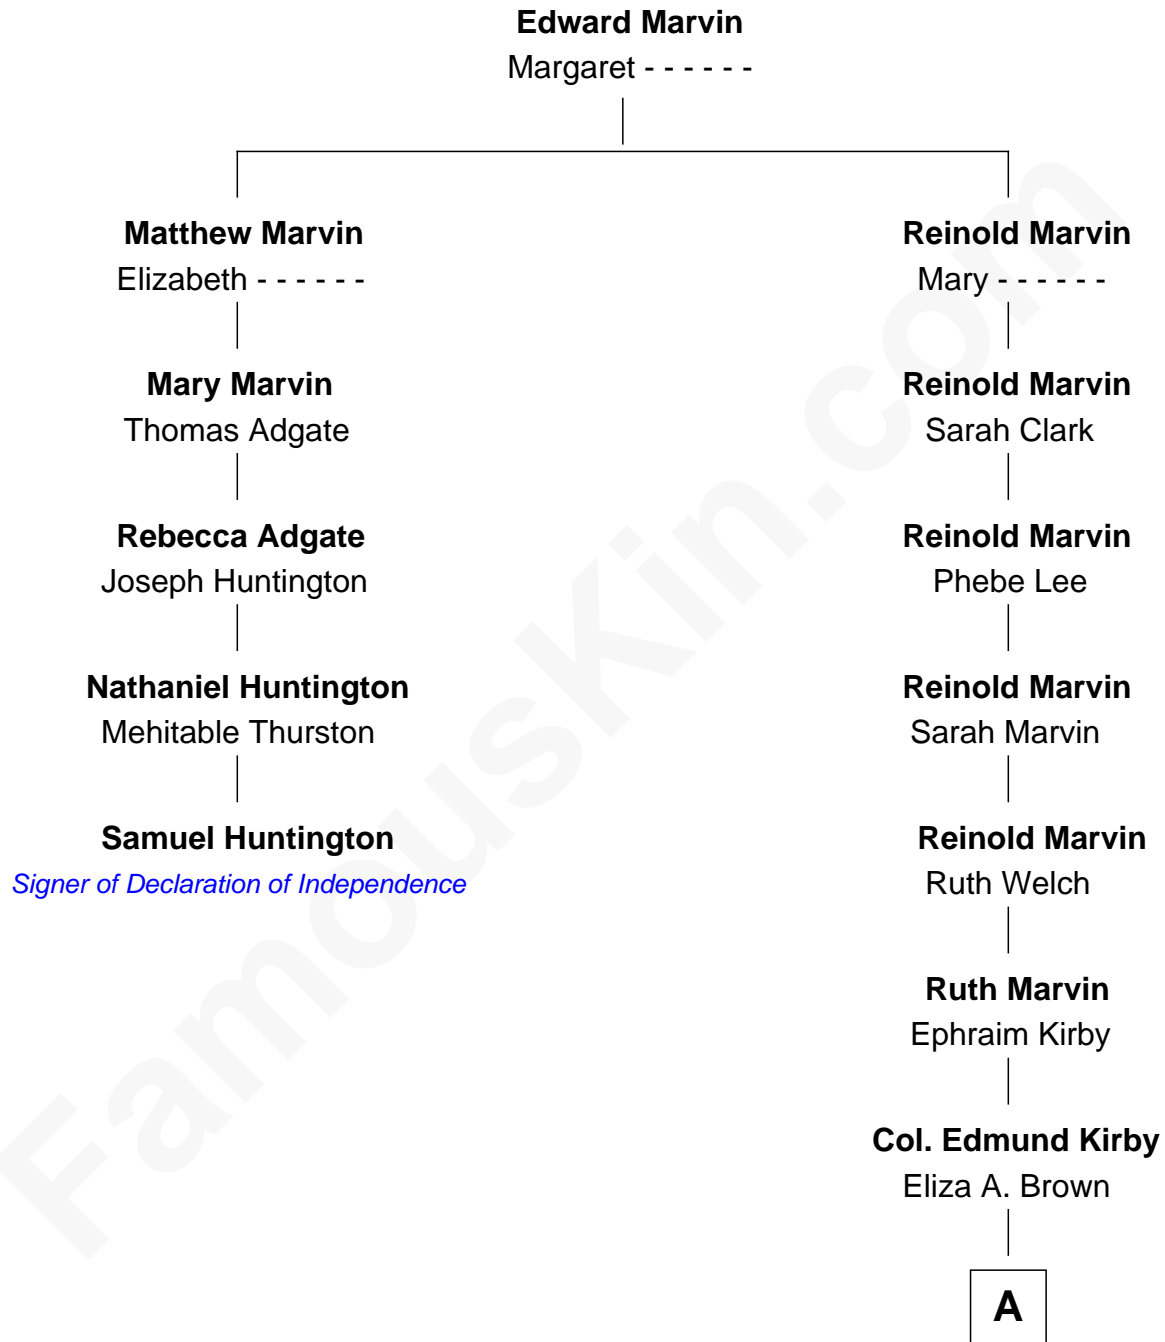 Edward Marvin
Margaret - - - - - -
Matthew Marvin
Elizabeth - - - - - -
Reinold Marvin
Mary - - - - - -
Mary Marvin
Thomas Adgate
Reinold Marvin
Sarah Clark
Rebecca Adgate
Joseph Huntington
Reinold Marvin
Phebe Lee
Nathaniel Huntington
Mehitable Thurston
Reinold Marvin
Sarah Marvin
Samuel Huntington
Signer of Declaration of Independence
Reinold Marvin
Ruth Welch
Ruth Marvin
Ephraim Kirby
Col. Edmund Kirby
Eliza A. Brown
A
FamousKin.com